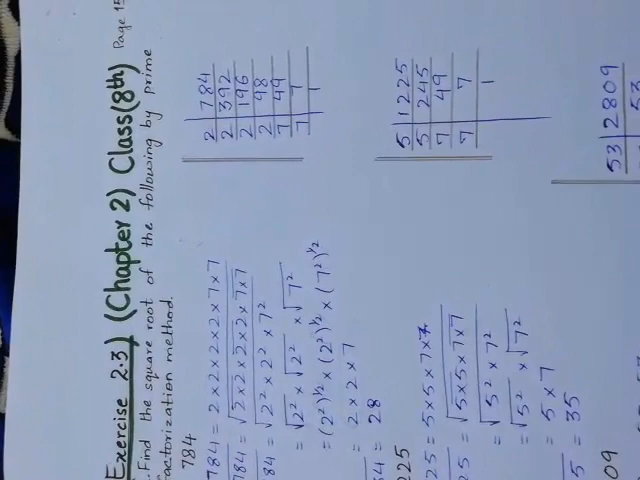 Exercise 2.3) (Chapter 2) Class(8th) Page 15
Find the square root of the following by prime
factorization method.
784
784 = 2×2×2×2×7×7
784 = √2×2×2×2×7×7
84 = √2²×2²×7²
= √2² × √2² × √7²
= (2²)^½ × (2²)^½ × (7²)^½
= 2×2×7
84 = 28
2 | 784
2 | 392
2 | 196
2 | 98
7 | 49
7 | 7
1
225
25 = 5×5×7×7
25 = √5×5×7×7
= √5²×7²
= √5² × √7²
= 5×7
5 = 35
5 | 1225
5 | 245
7 | 49
7 | 7
1
09
53 | 2809
53